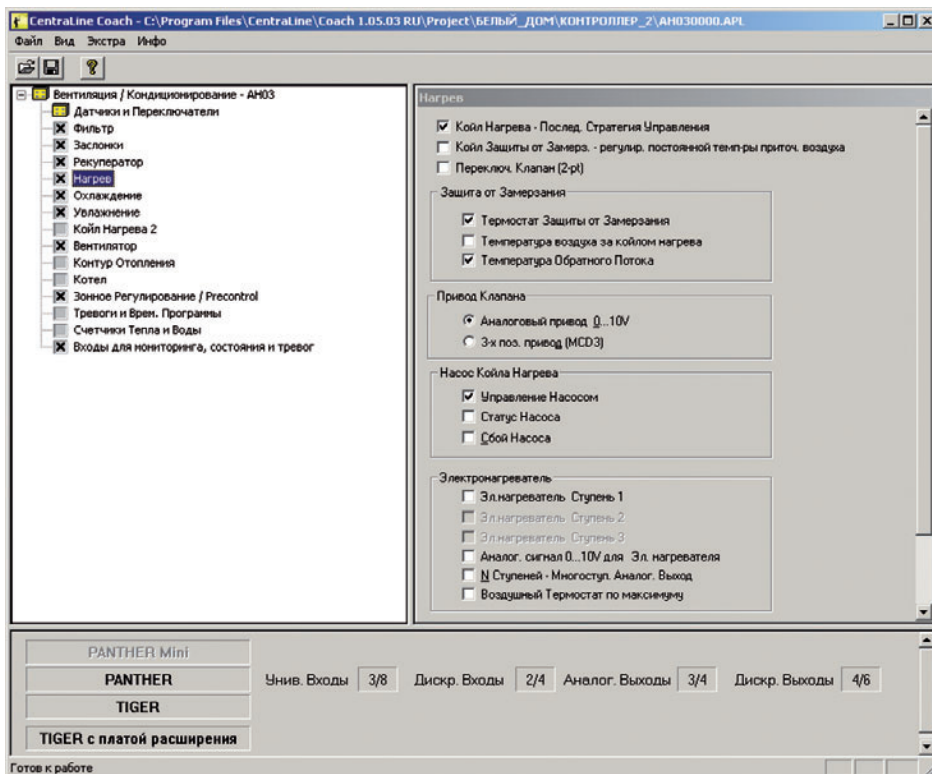 CentraLine Coach - C:\Program Files\CentraLine\Coach 1.05.03 RU\Project\БЕЛЫЙ_ДОМ\КОНТРОЛЛЕР_2\AH030000.APL
Файл Вид Экстра Инфо
Вентиляция / Кондиционирование - AH03
Датчики и Переключатели
Фильтр
Заслонки
Рекуператор
Нагрев
Охлаждение
Увлажнение
Койл Нагрева 2
Вентилятор
Контур Отопления
Котел
Зонное Регулирование / Precontrol
Тревоги и Врем. Программы
Счетчики Тепла и Воды
Входы для мониторинга, состояния и тревог
Нагрев
Койл Нагрева - Послед. Стратегия Управления
Койл Защиты от Замерз. - регулир. постоянной темп-ры приточ. воздуха
Переключ. Клапан (2-pt)
Защита от Замерзания
Термостат Защиты от Замерзания
Температура воздуха за койлом нагрева
Температура Обратного Потока
Привод Клапана
Аналоговый привод 0...10V
3-х поз. привод (MCD3)
Насос Койла Нагрева
Управление Насосом
Статус Насоса
Сбой Насоса
Электронагреватель
Эл.нагреватель Ступень 1
Эл.нагреватель Ступень 2
Эл.нагреватель Ступень 3
Аналог. сигнал 0...10V для Эл. нагревателя
N Ступеней - Многоступ. Аналог. Выход
Воздушный Термостат по максимуму
PANTHER Mini
PANTHER
TIGER
TIGER с платой расширения
Унив. Входы 3/8 Дискр. Входы 2/4 Аналог. Выходы 3/4 Дискр. Выходы 4/6
Готов к работе